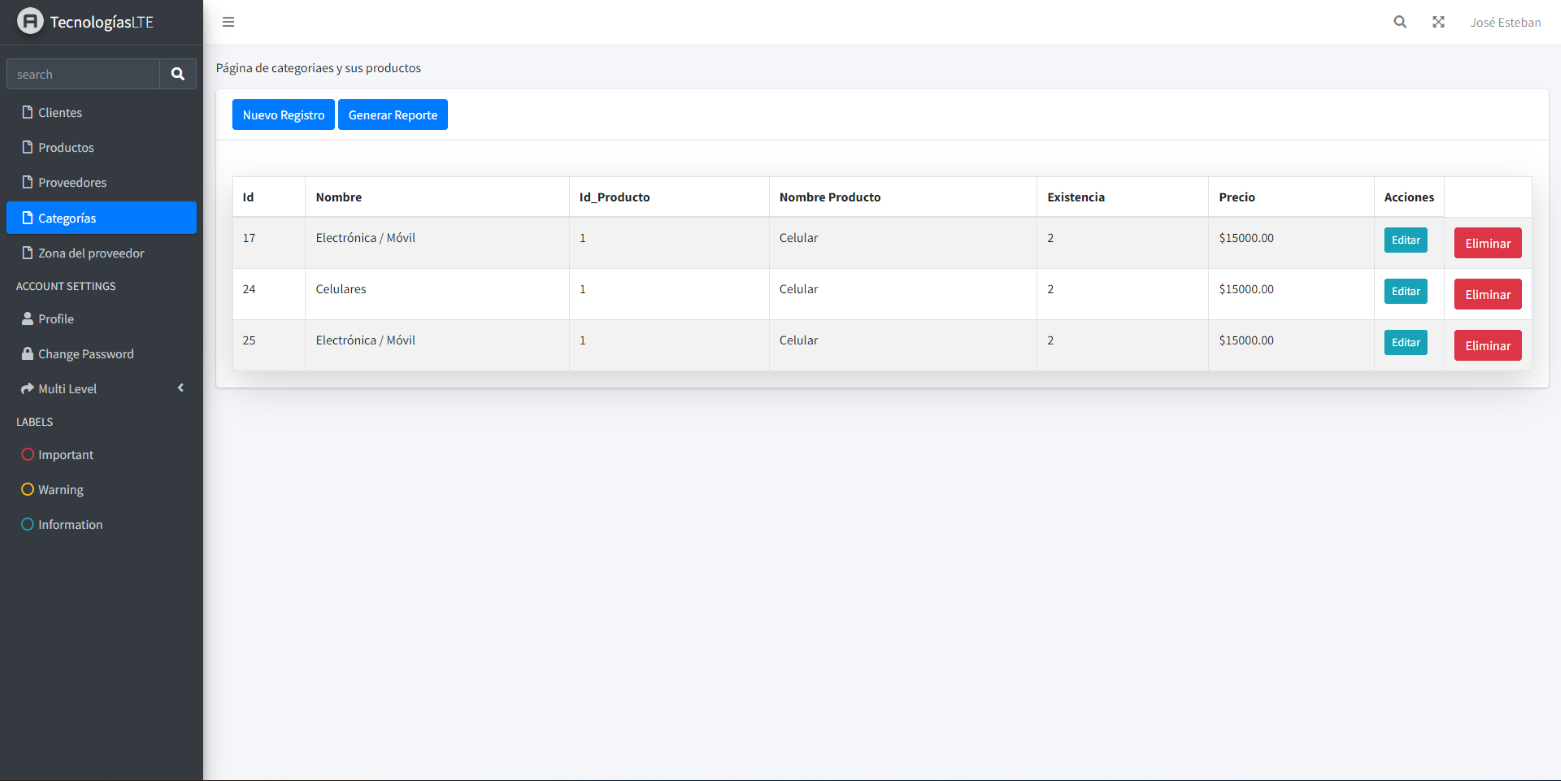 TecnologíasLTE
José Esteban
search
Clientes
Productos
Proveedores
Categorías
Zona del proveedor
ACCOUNT SETTINGS
Profile
Change Password
Multi Level
LABELS
Important
Warning
Information
Página de categoriaes y sus productos
Nuevo Registro Generar Reporte
Id Nombre Id_Producto Nombre Producto Existencia Precio Acciones
17 Electrónica / Móvil 1 Celular 2 $15000.00 Editar Eliminar
24 Celulares 1 Celular 2 $15000.00 Editar Eliminar
25 Electrónica / Móvil 1 Celular 2 $15000.00 Editar Eliminar